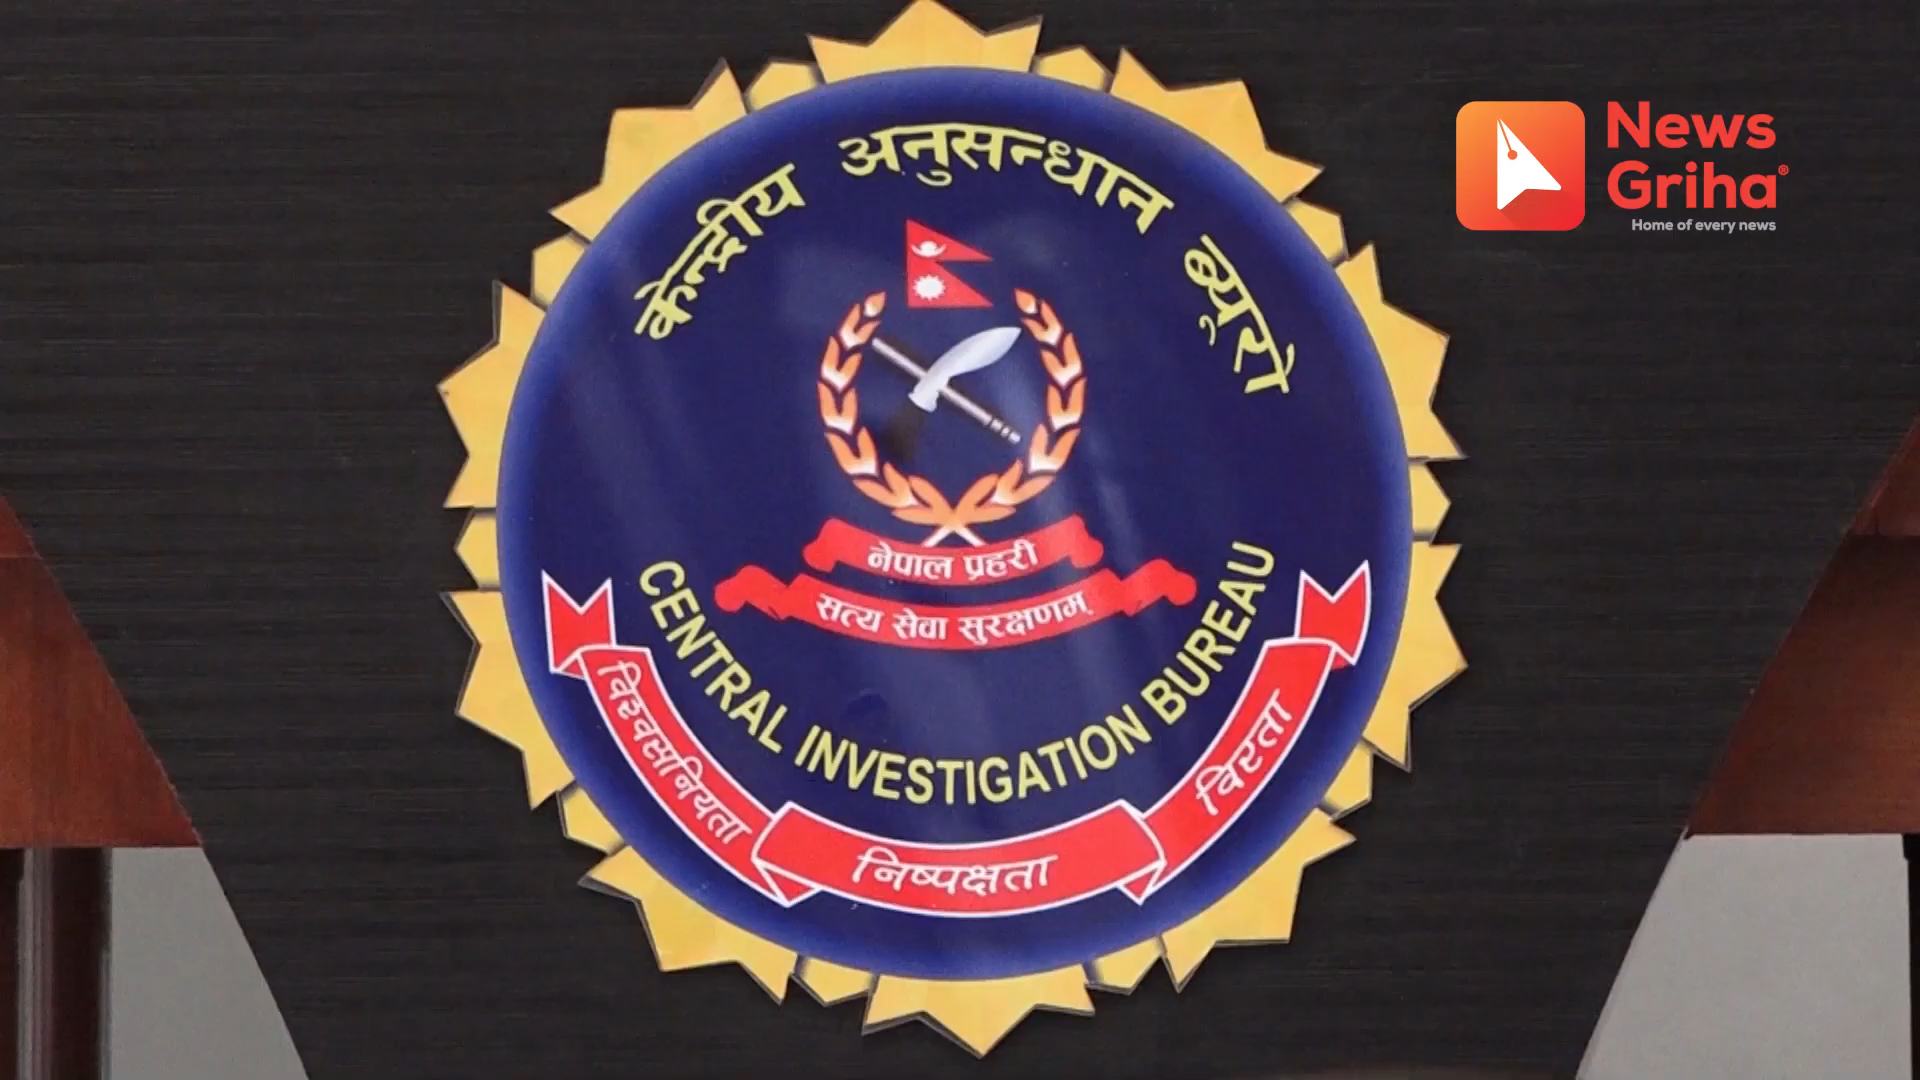 केन्द्रीय अनुसन्धान ब्यूरो
नेपाल प्रहरी
सत्य सेवा सुरक्षणम्
CENTRAL INVESTIGATION BUREAU
विश्वसनियता
निष्पक्षता
विरता
News
Griha®
Home of every news